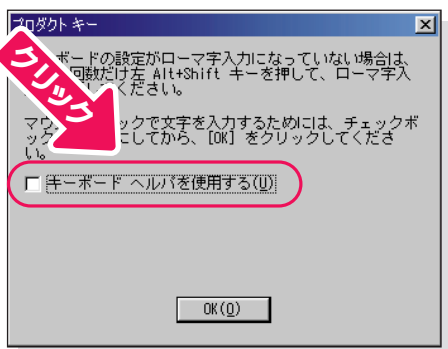 プロダクト キー
ボードの設定がローマ字入力になっていない場合は、
回数だけ左 Alt+Shift キーを押して、ローマ字入
ください。
クリック
マウ ックで文字を入力するためには、チェックボ
ック にしてから、[OK] をクリックしてくださ
い。
キーボード ヘルパを使用する(U)
OK(O)